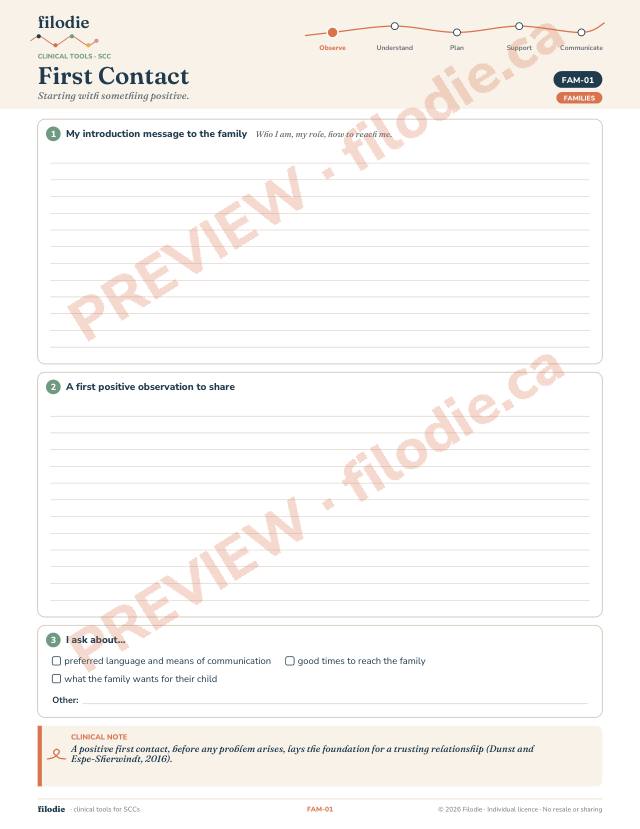 filodie
Observe
Understand
Plan
Support
Communicate
CLINICAL TOOLS · SCC
First Contact
Starting with something positive.
FAM-01
FAMILIES
1 My introduction message to the family Who I am, my role, how to reach me.
PREVIEW · filodie.ca
2 A first positive observation to share
PREVIEW · filodie.ca
3 I ask about...
preferred language and means of communication
good times to reach the family
what the family wants for their child
Other:
CLINICAL NOTE
A positive first contact, before any problem arises, lays the foundation for a trusting relationship (Dunst and
Espe-Sherwindt, 2016).
filodie · clinical tools for SCCs
FAM-01
© 2026 Filodie · Individual licence · No resale or sharing